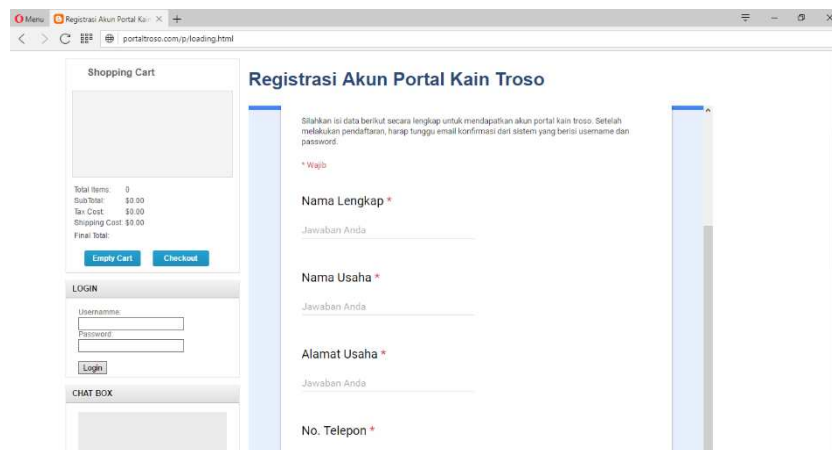 Menu
Registrasi Akun Portal Kain
portaltroso.com/p/loading.html
Shopping Cart
Total Items: 0
SubTotal: $0.00
Tax Cost: $0.00
Shipping Cost: $0.00
Final Total:
Empty Cart Checkout
LOGIN
Usernamme:
Password:
Login
CHAT BOX
Registrasi Akun Portal Kain Troso
Silahkan isi data berikut secara lengkap untuk mendapatkan akun portal kain troso. Setelah
melakukan pendaftaran, harap tunggu email konfirmasi dari sistem yang berisi username dan
password.
* Wajib
Nama Lengkap *
Jawaban Anda
Nama Usaha *
Jawaban Anda
Alamat Usaha *
Jawaban Anda
No. Telepon *